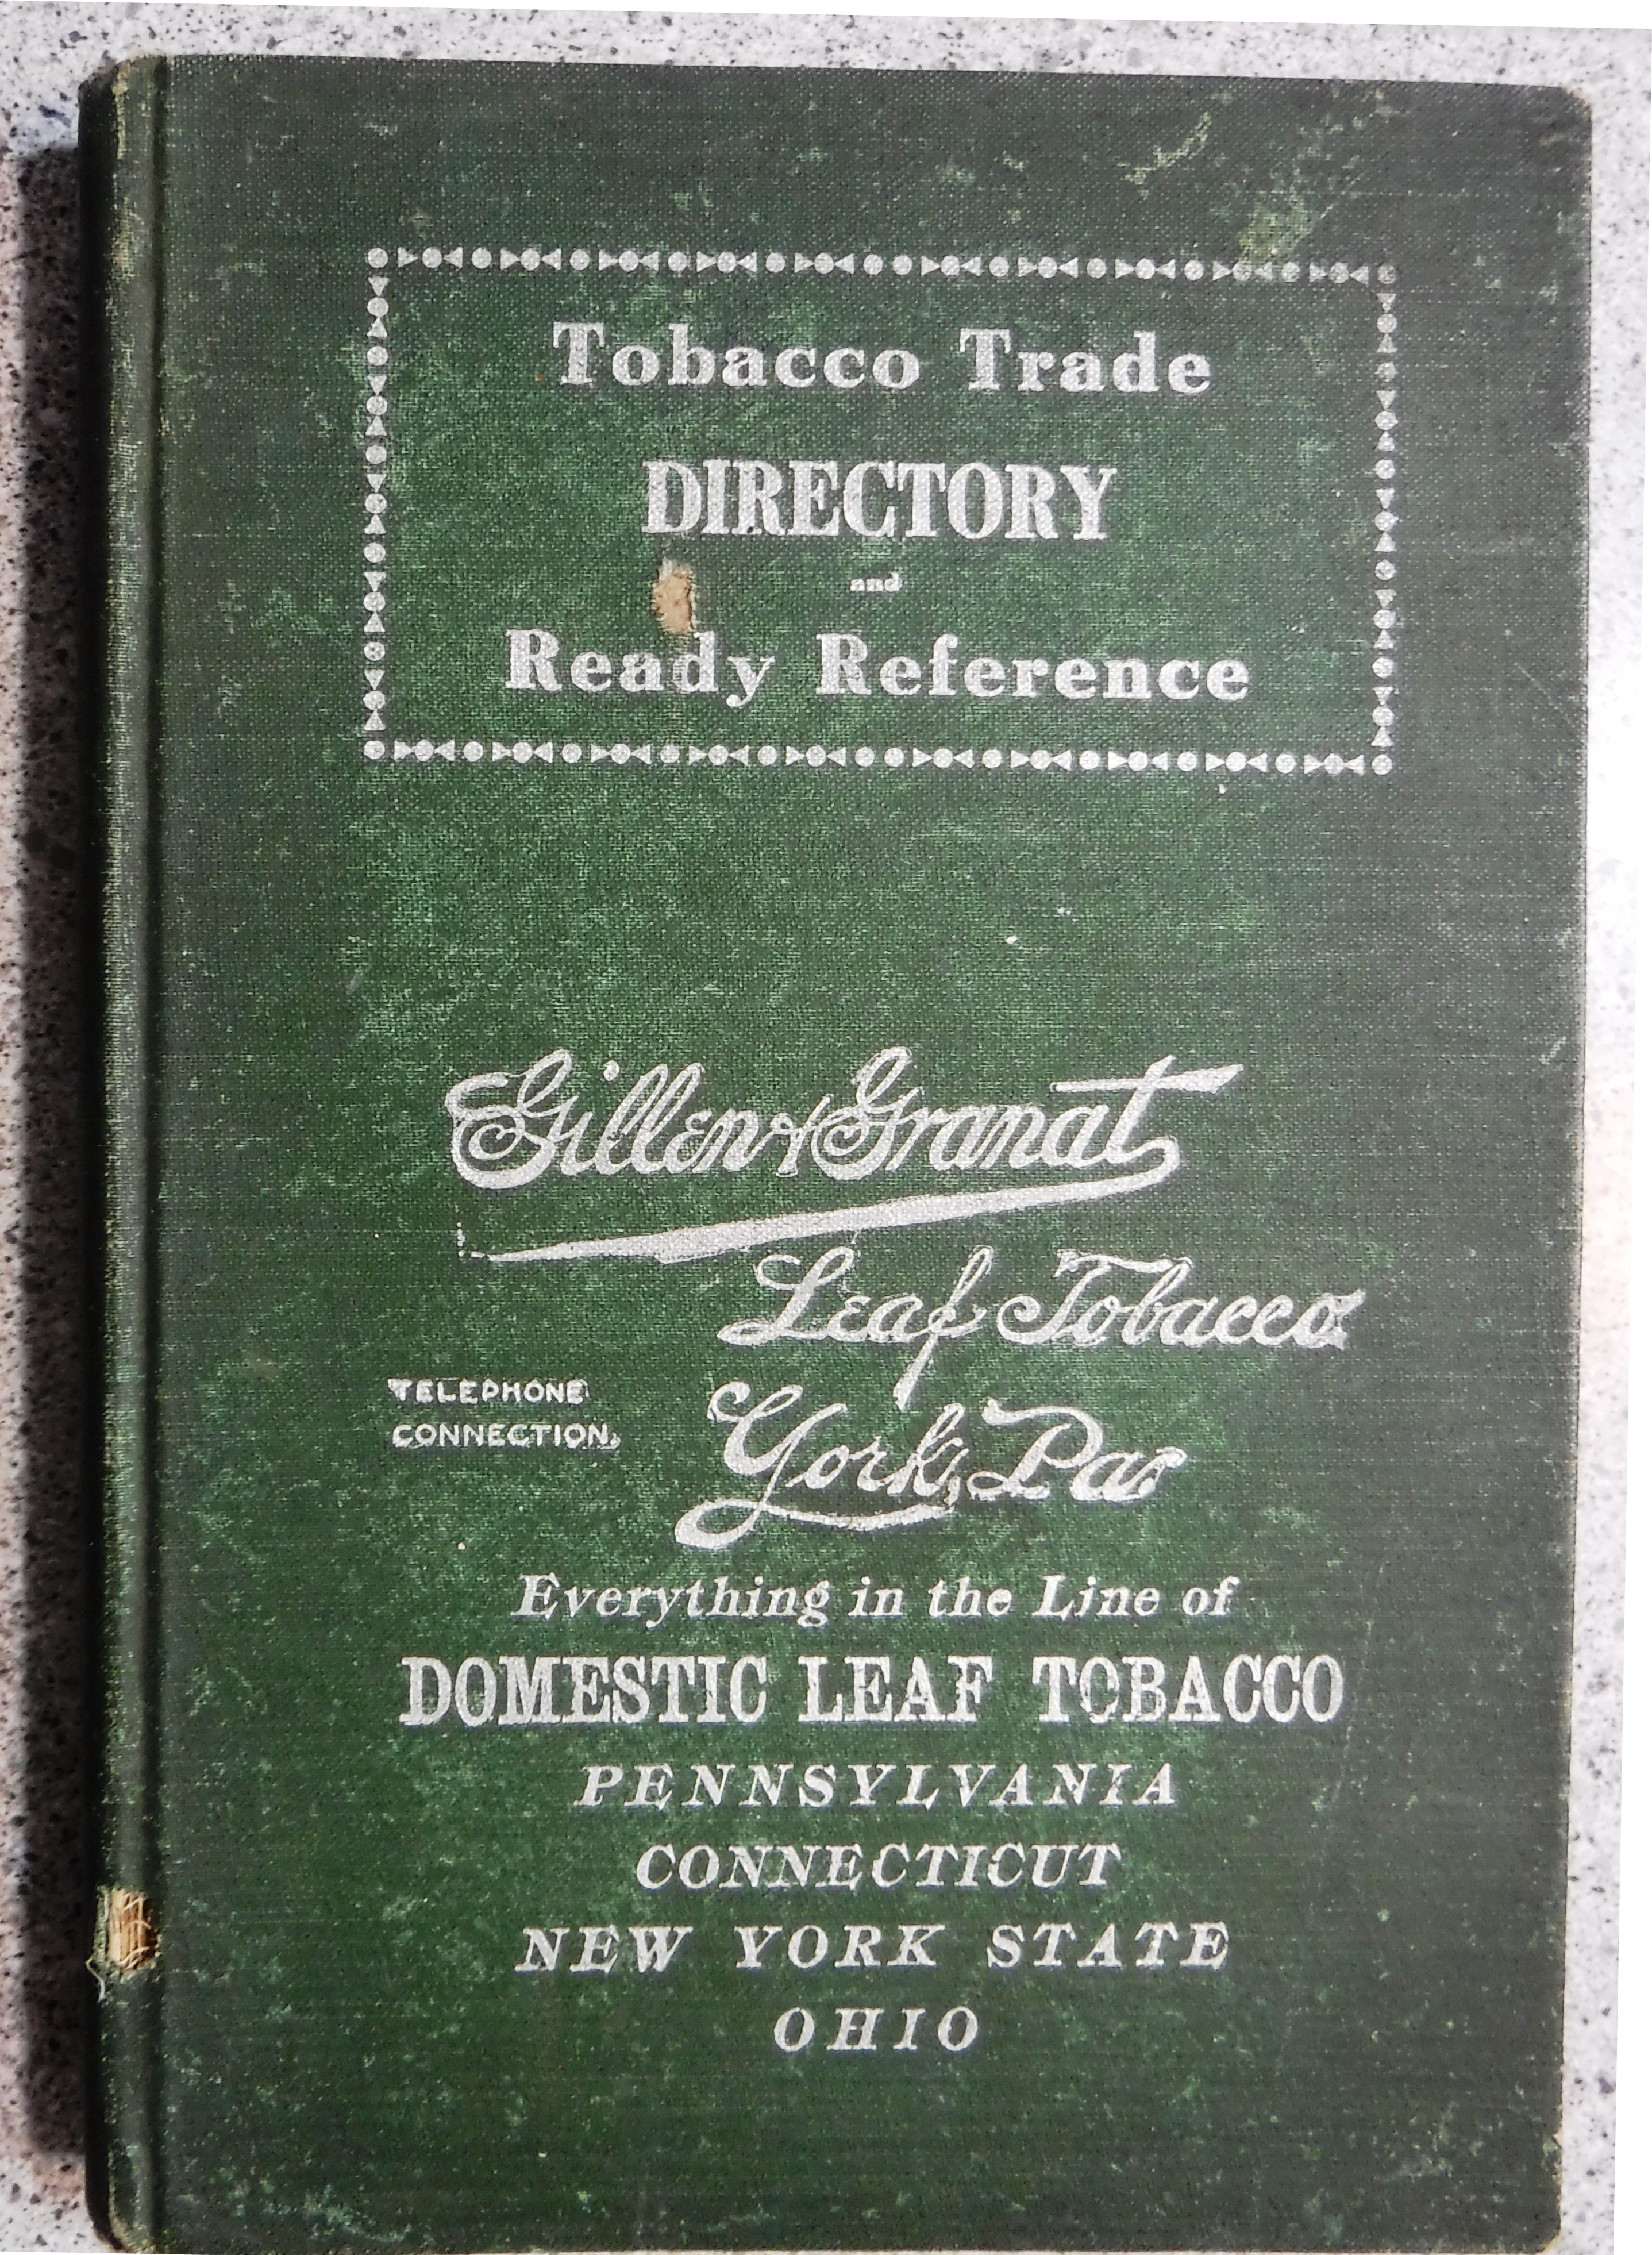 Tobacco Trade
DIRECTORY
and
Ready Reference
Gillen & Granat
Leaf Tobacco
TELEPHONE
CONNECTION.
York, Pa.
Everything in the Line of
DOMESTIC LEAF TOBACCO
PENNSYLVANIA
CONNECTICUT
NEW YORK STATE
OHIO